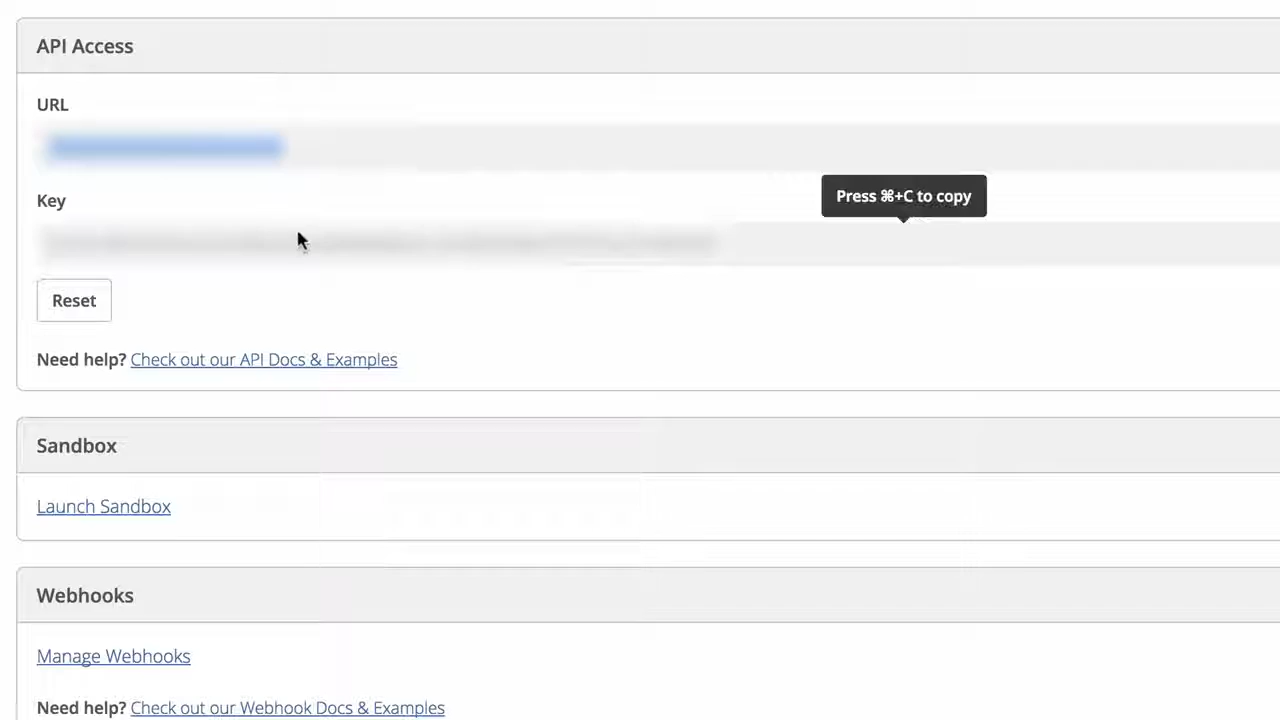 API Access
URL
Key
Press ⌘+C to copy
Reset
Need help? Check out our API Docs & Examples
Sandbox
Launch Sandbox
Webhooks
Manage Webhooks
Need help? Check out our Webhook Docs & Examples